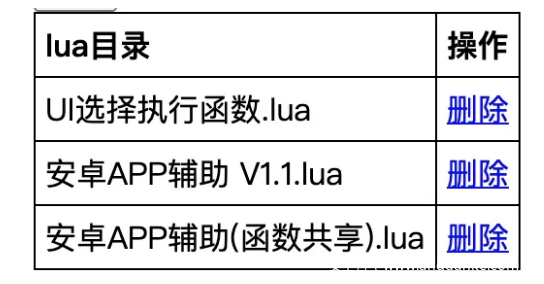 lua目录 操作
UI选择执行函数.lua 删除
安卓APP辅助 V1.1.lua 删除
安卓APP辅助(函数共享).lua 删除